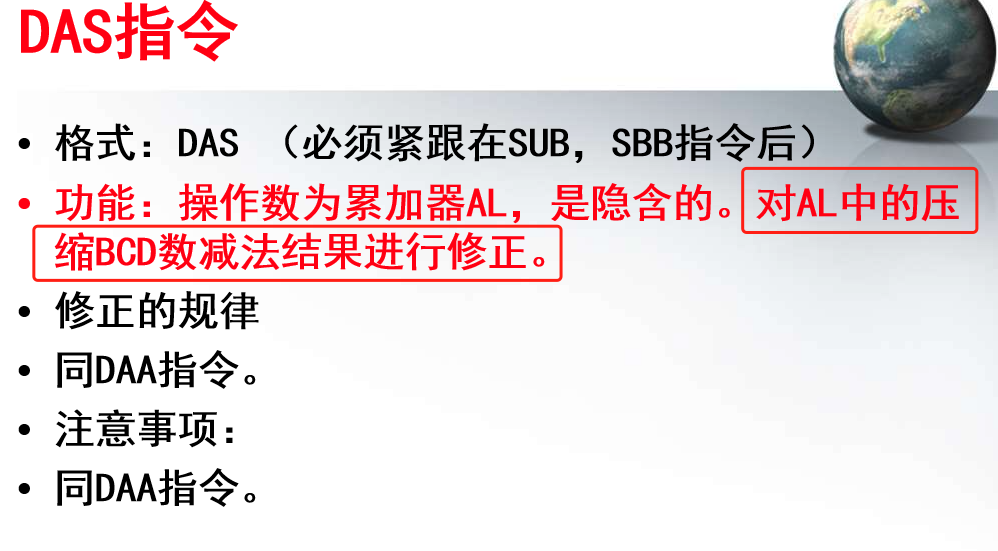 DAS指令
• 格式：DAS （必须紧跟在SUB，SBB指令后）
• 功能：操作数为累加器AL，是隐含的。对AL中的压
缩BCD数减法结果进行修正。
• 修正的规律
• 同DAA指令。
• 注意事项：
• 同DAA指令。